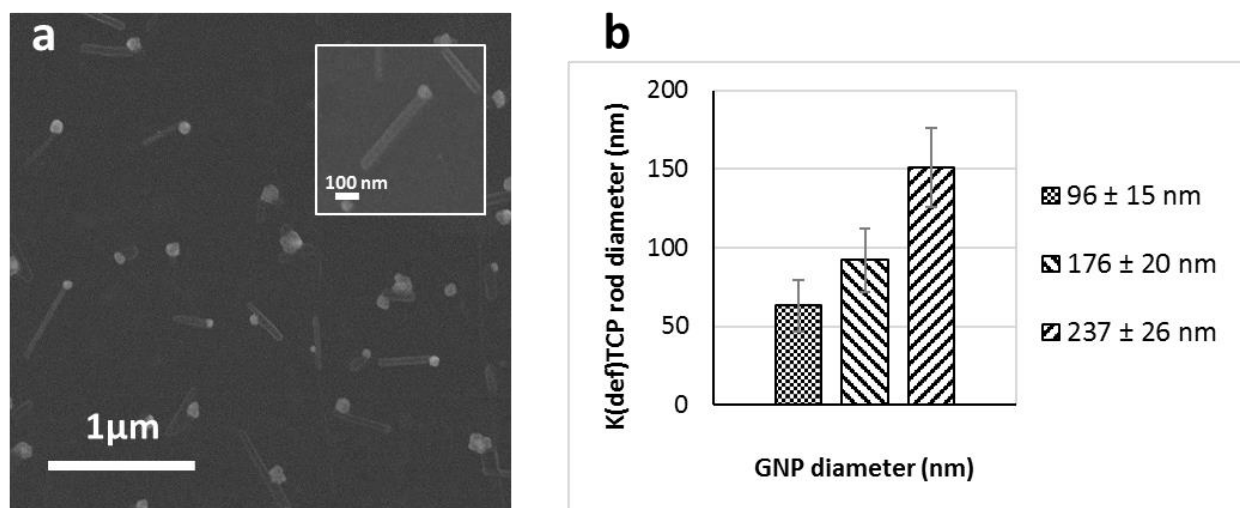 a
100 nm
1µm
b
K(def)TCP rod diameter (nm)
200
150
100
50
0
GNP diameter (nm)
96 ± 15 nm
176 ± 20 nm
237 ± 26 nm